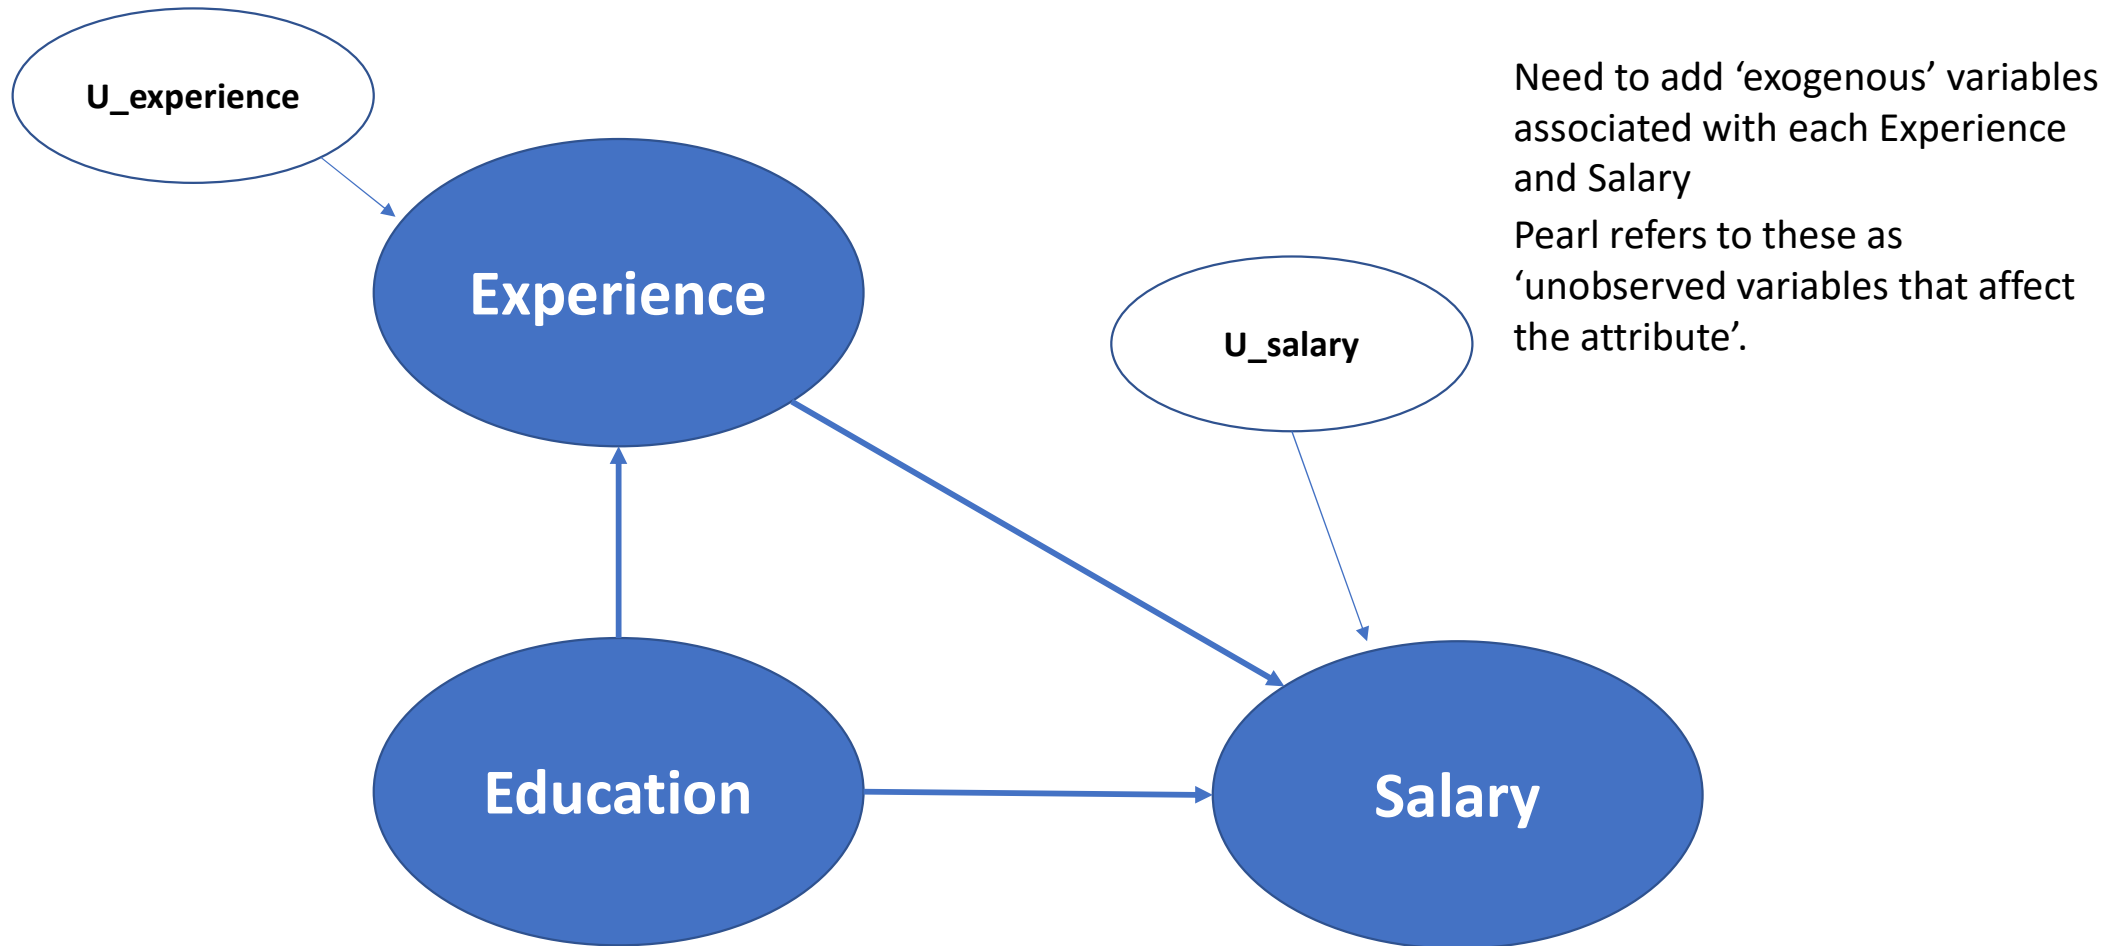 U_experience
Experience
Need to add ‘exogenous’ variables
associated with each Experience
and Salary
Pearl refers to these as
‘unobserved variables that affect
the attribute’.
U_salary
Education
Salary